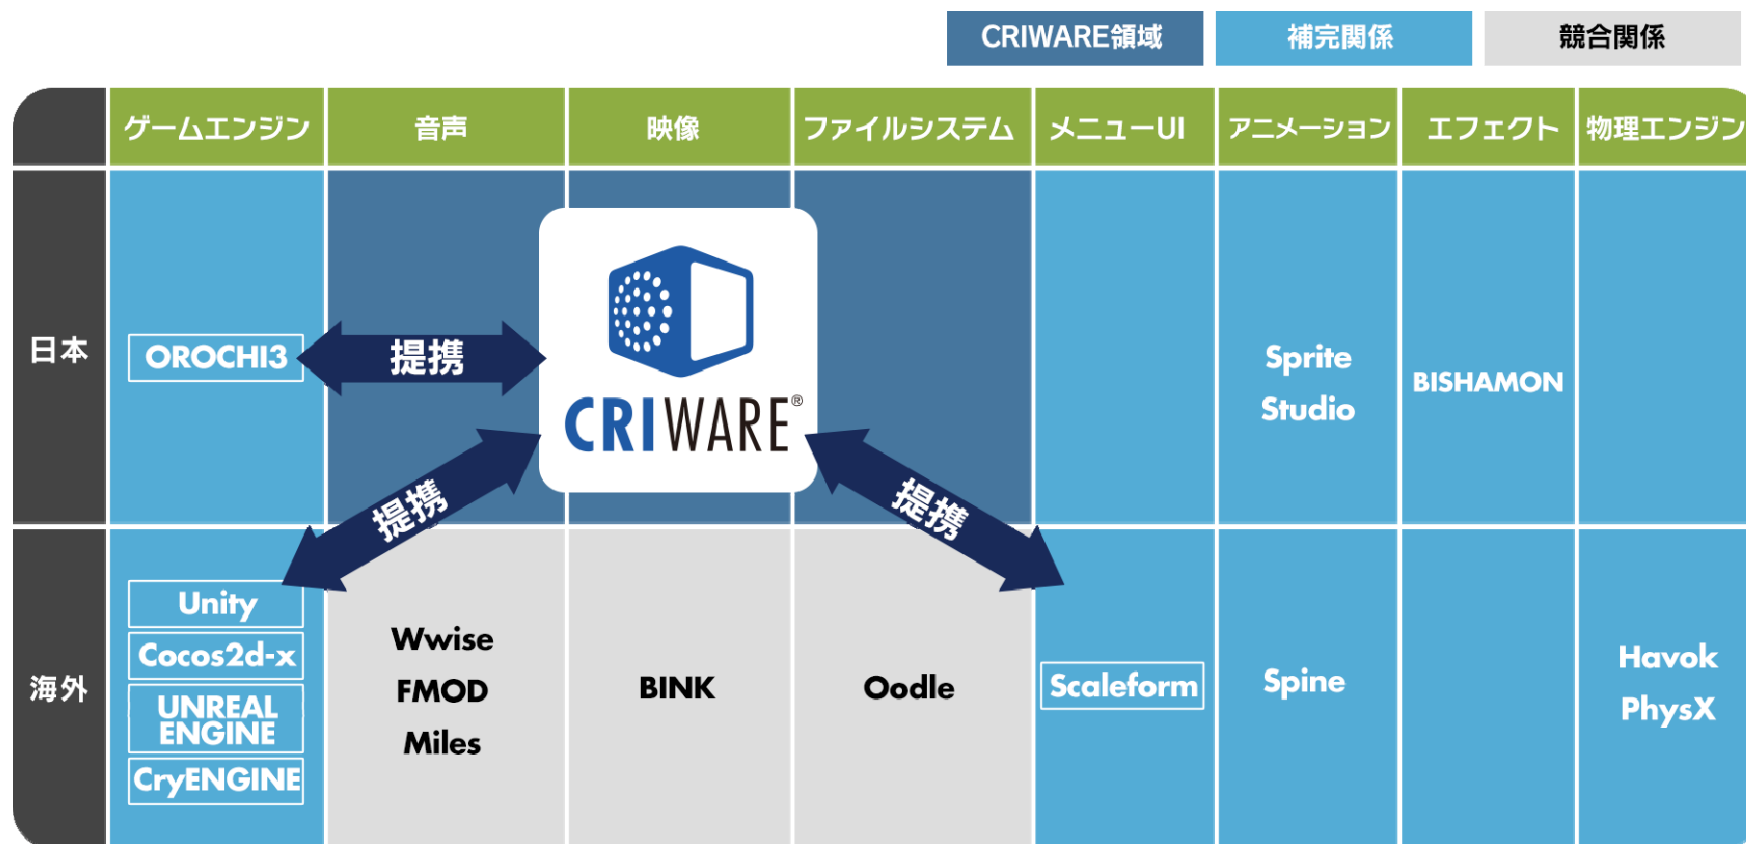 CRIWARE領域
補完関係
競合関係
ゲームエンジン
音声
映像
ファイルシステム
メニューUI
アニメーション
エフェクト
物理エンジン
日本
OROCHI3
提携
CRIWARE®
Sprite
Studio
BISHAMON
提携
提携
海外
Unity
Cocos2d-x
UNREAL
ENGINE
CryENGINE
Wwise
FMOD
Miles
BINK
Oodle
Scaleform
Spine
Havok
PhysX